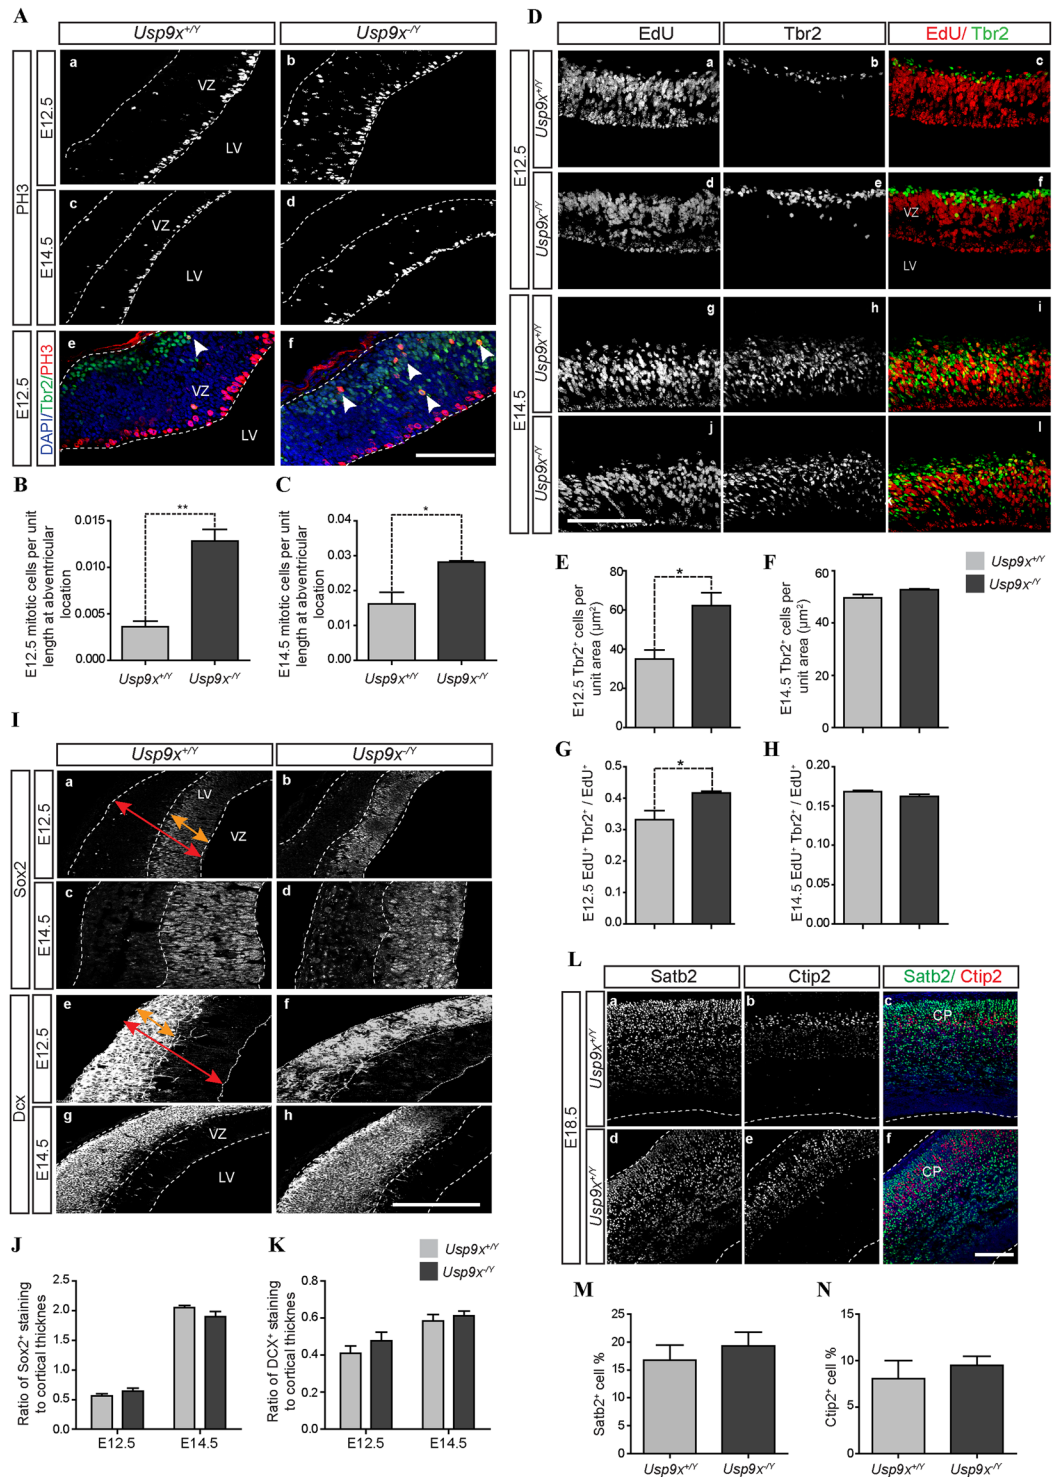 A
Usp9x+/Y
Usp9x-/Y
PH3
E12.5
a
VZ
LV
b
E14.5
c
VZ
LV
d
E12.5
DAPI/Tbr2/PH3
e
VZ
LV
f
B
E12.5 mitotic cells per unit
length at abventricular
location
0.015
0.010
0.005
0.000
**
Usp9x+/Y
Usp9x-/Y
C
E14.5 mitotic cells per unit
length at abventricular
location
0.04
0.03
0.02
0.01
0.00
*
Usp9x+/Y
Usp9x-/Y
D
EdU
Tbr2
EdU/ Tbr2
E12.5
Usp9x+/Y
a
b
c
Usp9x-/Y
d
e
f
VZ
LV
E14.5
Usp9x+/Y
g
h
i
Usp9x-/Y
j
l
E
E12.5 Tbr2+ cells per
unit area (µm2)
80
60
40
20
0
*
F
E14.5 Tbr2+ cells per
unit area (µm2)
60
40
20
0
Usp9x+/Y
Usp9x-/Y
G
E12.5 EdU+ Tbr2+ / EdU+
0.5
0.4
0.3
0.2
0.1
0.0
*
H
E14.5 EdU+ Tbr2+ / EdU+
0.20
0.15
0.10
0.05
0.00
I
Usp9x+/Y
Usp9x-/Y
Sox2
E12.5
a
LV
VZ
b
E14.5
c
d
Dcx
E12.5
e
f
E14.5
g
VZ
LV
h
J
Ratio of Sox2+ staining
to cortical thicknes
2.5
2.0
1.5
1.0
0.5
0.0
E12.5
E14.5
K
Ratio of DCX+ staining
to cortical thicknes
0.8
0.6
0.4
0.2
0
E12.5
E14.5
Usp9x+/Y
Usp9x-/Y
L
Satb2
Ctip2
Satb2/ Ctip2
E18.5
Usp9x+/Y
a
b
c
CP
Usp9x+/Y
d
e
f
CP
M
Satb2+ cell %
25
20
15
10
5
0
Usp9x+/Y
Usp9x-/Y
N
Ctip2+ cell %
15
10
5
0
Usp9x+/Y
Usp9x-/Y